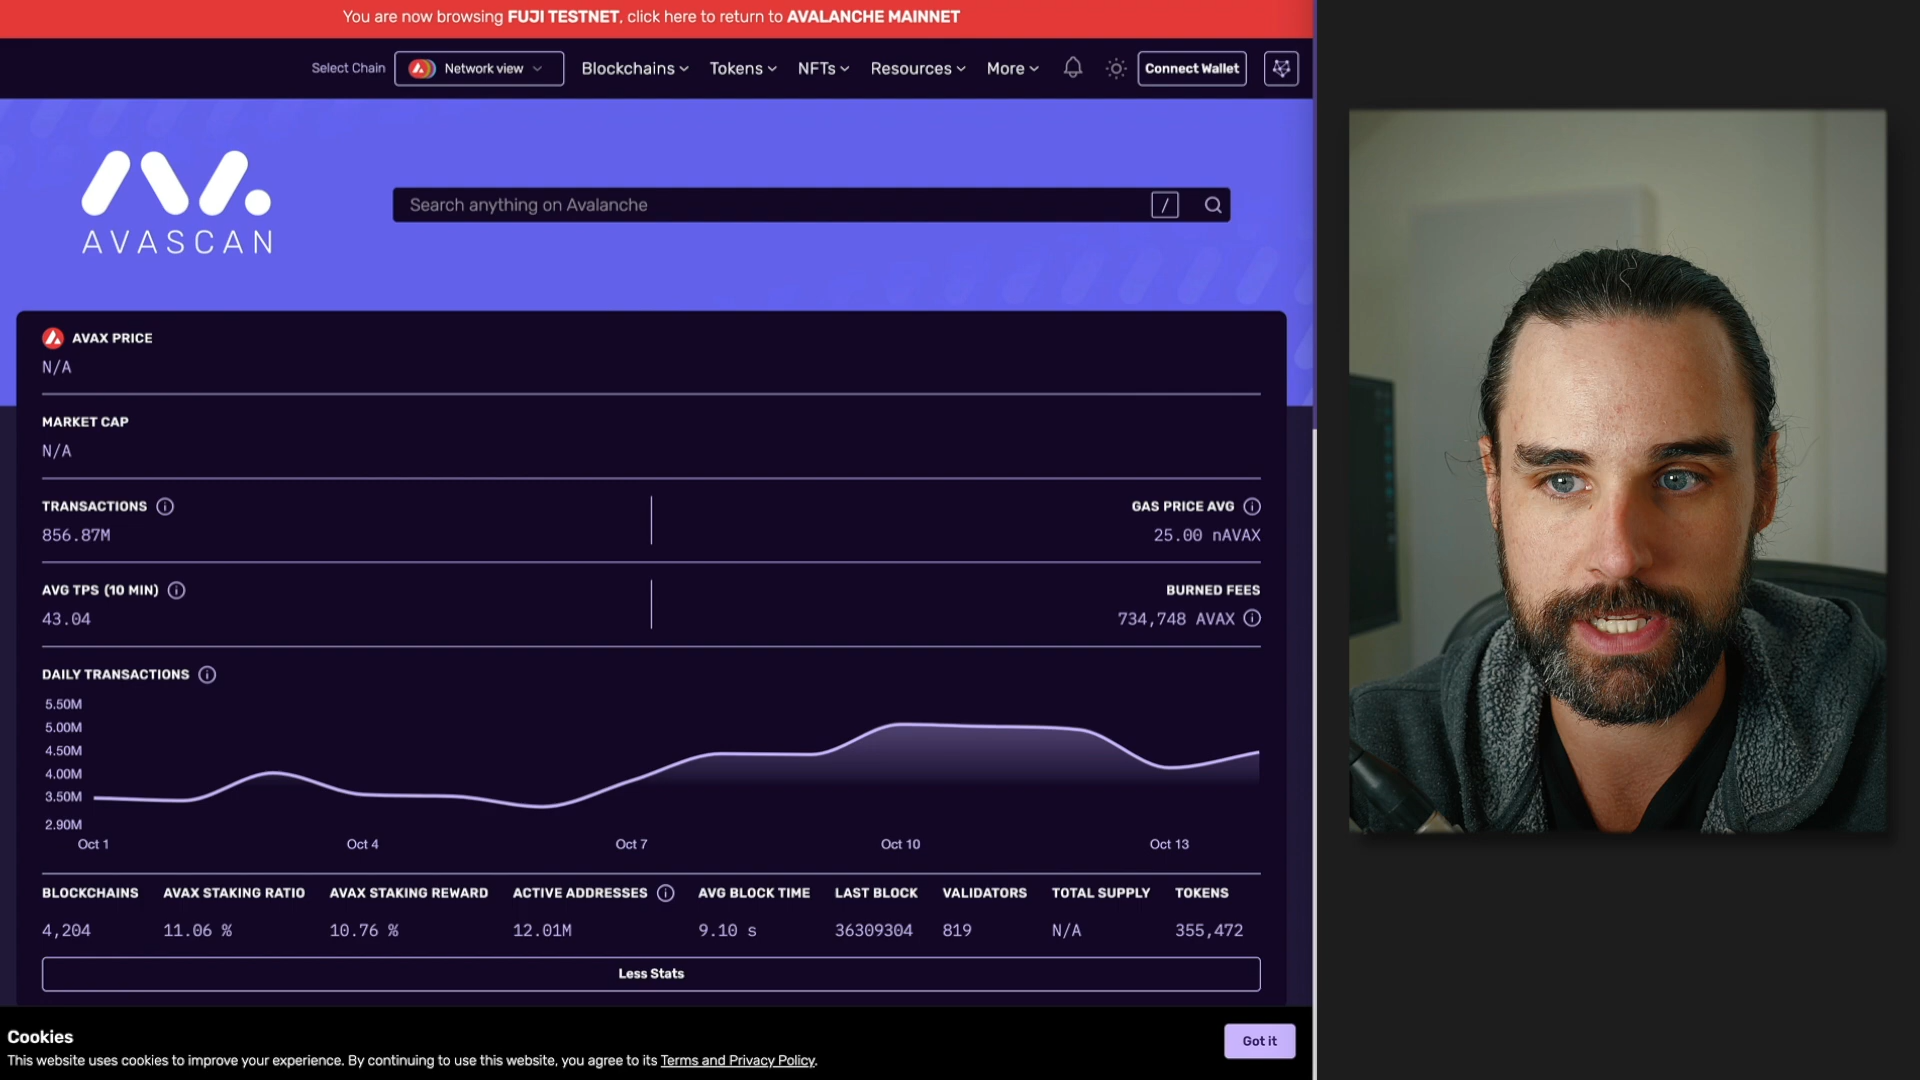 You are now browsing FUJI TESTNET, click here to return to AVALANCHE MAINNET
Select Chain Network view Blockchains Tokens NFTs Resources More Connect Wallet
AVASCAN
Search anything on Avalanche /
AVAX PRICE
N/A
MARKET CAP
N/A
TRANSACTIONS GAS PRICE AVG
856.87M 25.00 nAVAX
AVG TPS (10 MIN) BURNED FEES
43.04 734,748 AVAX
DAILY TRANSACTIONS
5.50M
5.00M
4.50M
4.00M
3.50M
2.90M
Oct 1 Oct 4 Oct 7 Oct 10 Oct 13
BLOCKCHAINS AVAX STAKING RATIO AVAX STAKING REWARD ACTIVE ADDRESSES AVG BLOCK TIME LAST BLOCK VALIDATORS TOTAL SUPPLY TOKENS
4,204 11.06 % 10.76 % 12.01M 9.10 s 36309304 819 N/A 355,472
Less Stats
Cookies
This website uses cookies to improve your experience. By continuing to use this website, you agree to its Terms and Privacy Policy.
Got it